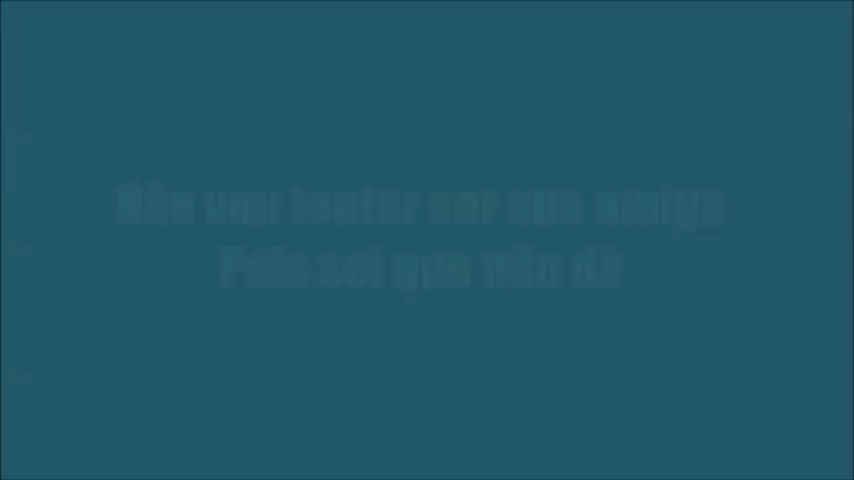 Não vou tentar ser sua amiga
Pois sei que não dá